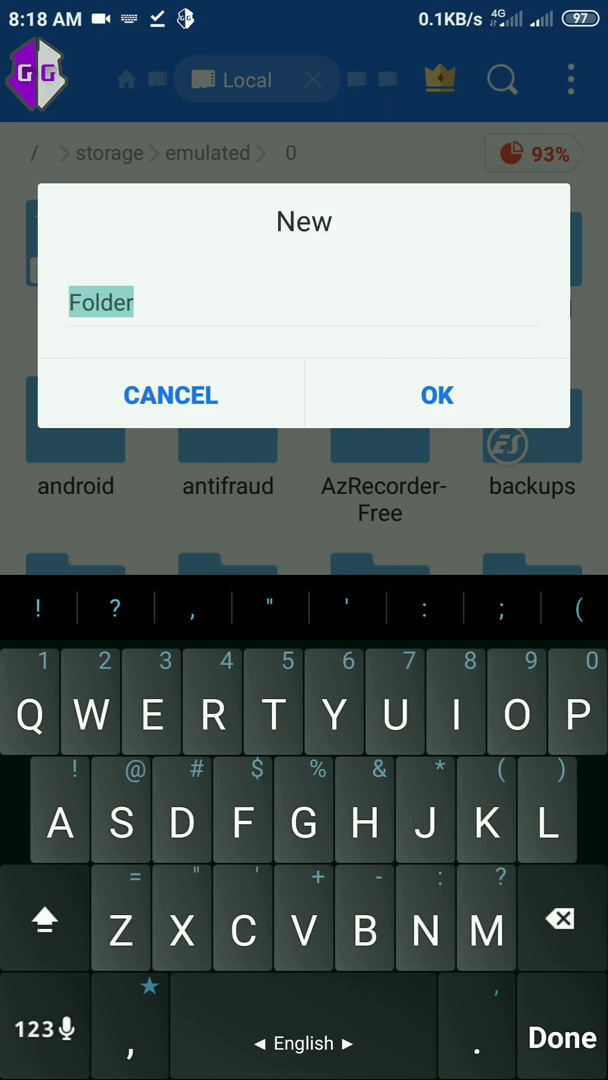 8:18 AM 0.1KB/s 4G 97
G G Local
/ storage emulated 0 93%
New
Folder
CANCEL OK
android antifraud AzRecorder-Free backups
ES
! ? , " ' : ; (
1 2 3 4 5 6 7 8 9 0
Q W E R T Y U I O P
! @ # $ % & * ( )
A S D F G H J K L
= " ' + - : ?
Z X C V B N M
123 , ◄ English ► . ' Done